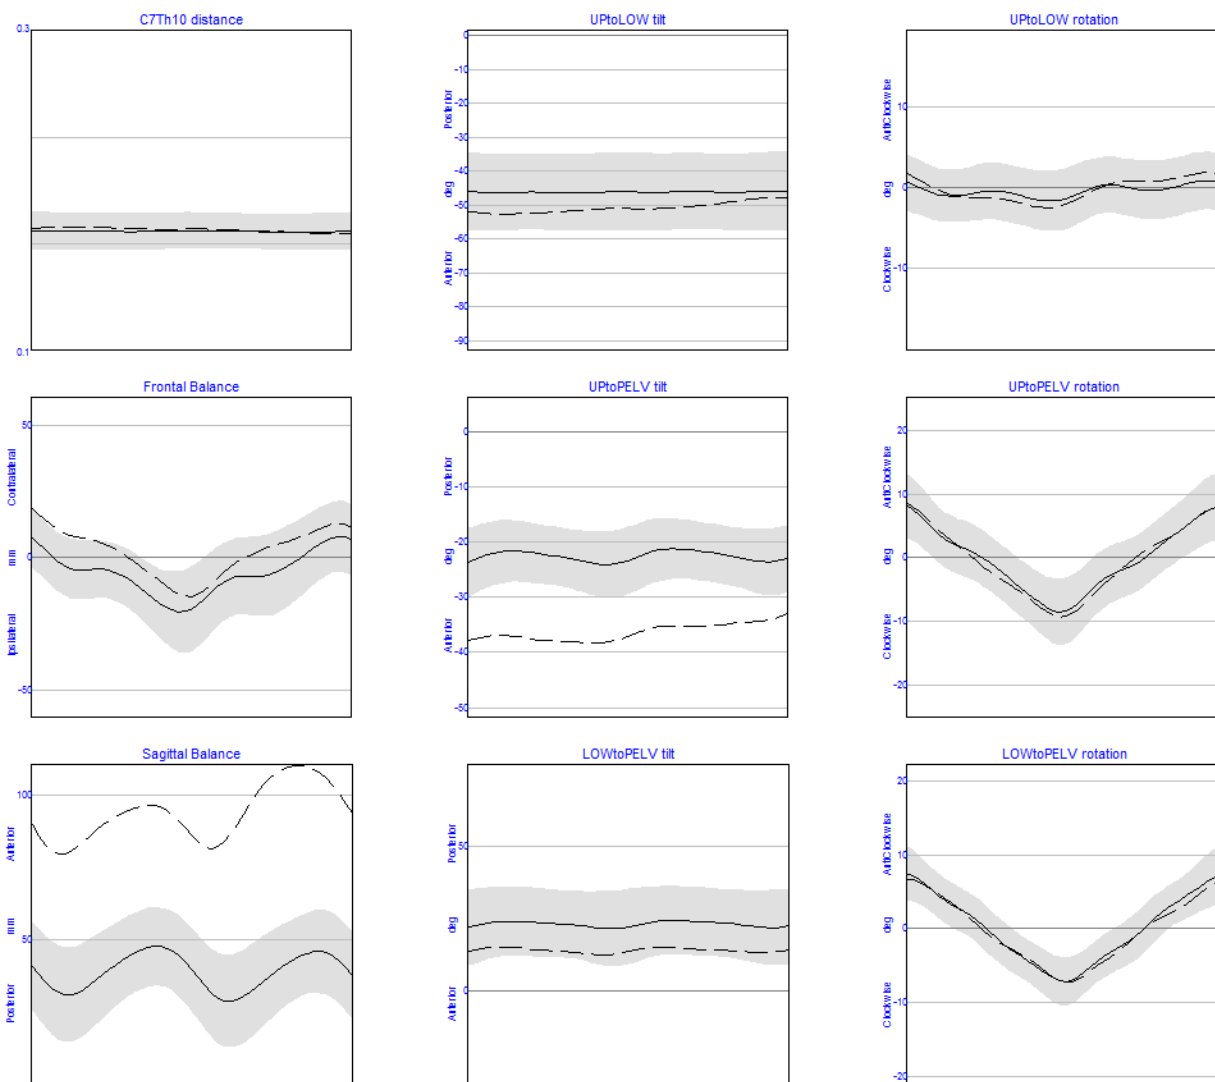 C7Th10 distance
UPtoLOW tilt
UPtoLOW rotation
0.3
0.1
0
-10
-20
-30
-40
-50
-60
-70
-80
-90
Posterior
deg
Anterior
10
0
-10
AntiClockwise
deg
Clockwise
Frontal Balance
UPtoPELV tilt
UPtoPELV rotation
50
0
-50
Contralateral
mm
Ipsilateral
0
-10
-20
-30
-40
-50
Posterior
deg
Anterior
20
10
0
-10
-20
AntiClockwise
deg
Clockwise
Sagittal Balance
LOWtoPELV tilt
LOWtoPELV rotation
100
50
Anterior
mm
Posterior
50
0
Posterior
deg
Anterior
20
10
0
-10
-20
AntiClockwise
deg
Clockwise